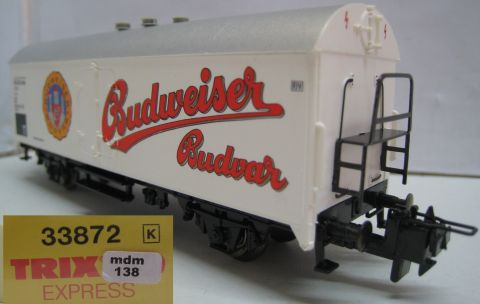 Budweiser
Budvar
33872 K
TRIX
mdm
138
EXPRESS